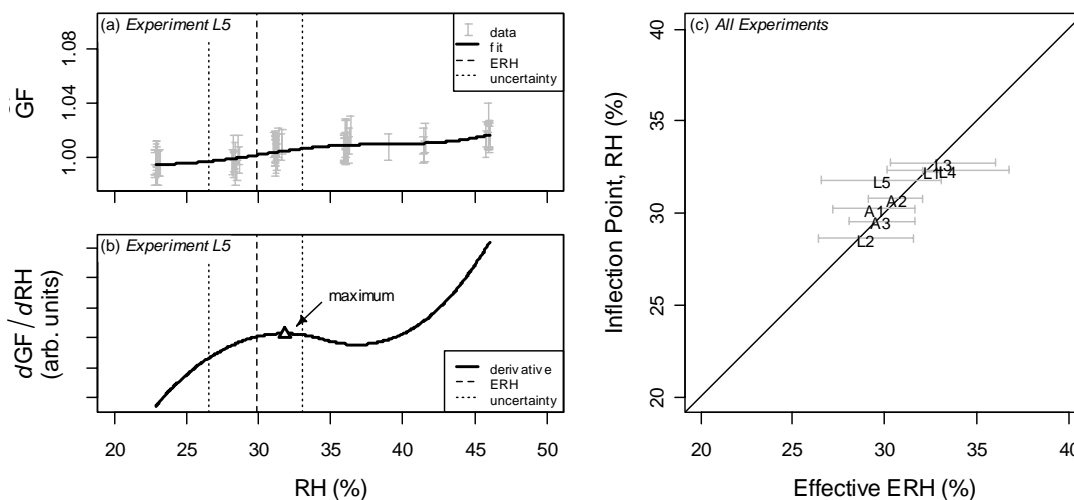 (a) Experiment L5
data
fit
ERH
uncertainty
GF
1.00
1.04
1.08
(b) Experiment L5
maximum
derivative
ERH
uncertainty
dGF / dRH
(arb. units)
20 25 30 35 40 45 50
RH (%)
(c) All Experiments
Inflection Point, RH (%)
40
35
30
25
20
L3
L1
L4
L5
A2
A1
A3
L2
20 25 30 35 40
Effective ERH (%)